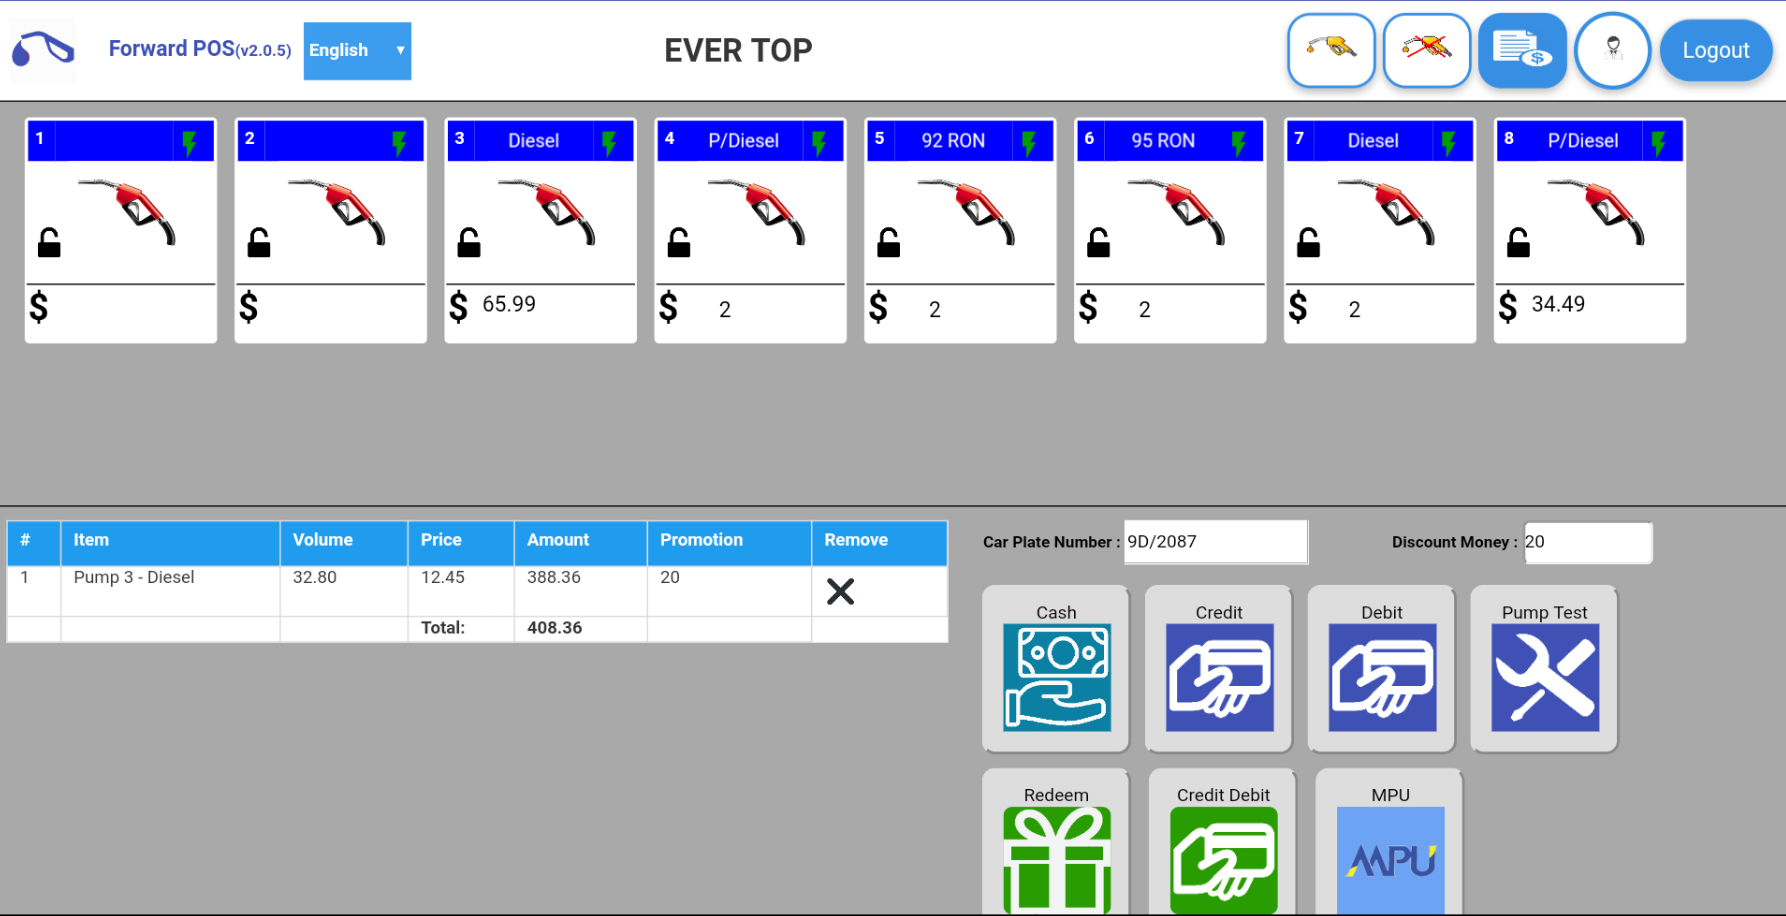 Forward POS(v2.0.5) English ▼ EVER TOP Logout
1 2 3 Diesel 4 P/Diesel 5 92 RON 6 95 RON 7 Diesel 8 P/Diesel
$ $ $ 65.99 $ 2 $ 2 $ 2 $ 2 $ 34.49
# Item Volume Price Amount Promotion Remove
1 Pump 3 - Diesel 32.80 12.45 388.36 20
Total: 408.36
Car Plate Number : 9D/2087 Discount Money : 20
Cash Credit Debit Pump Test
Redeem Credit Debit MPU
MPU